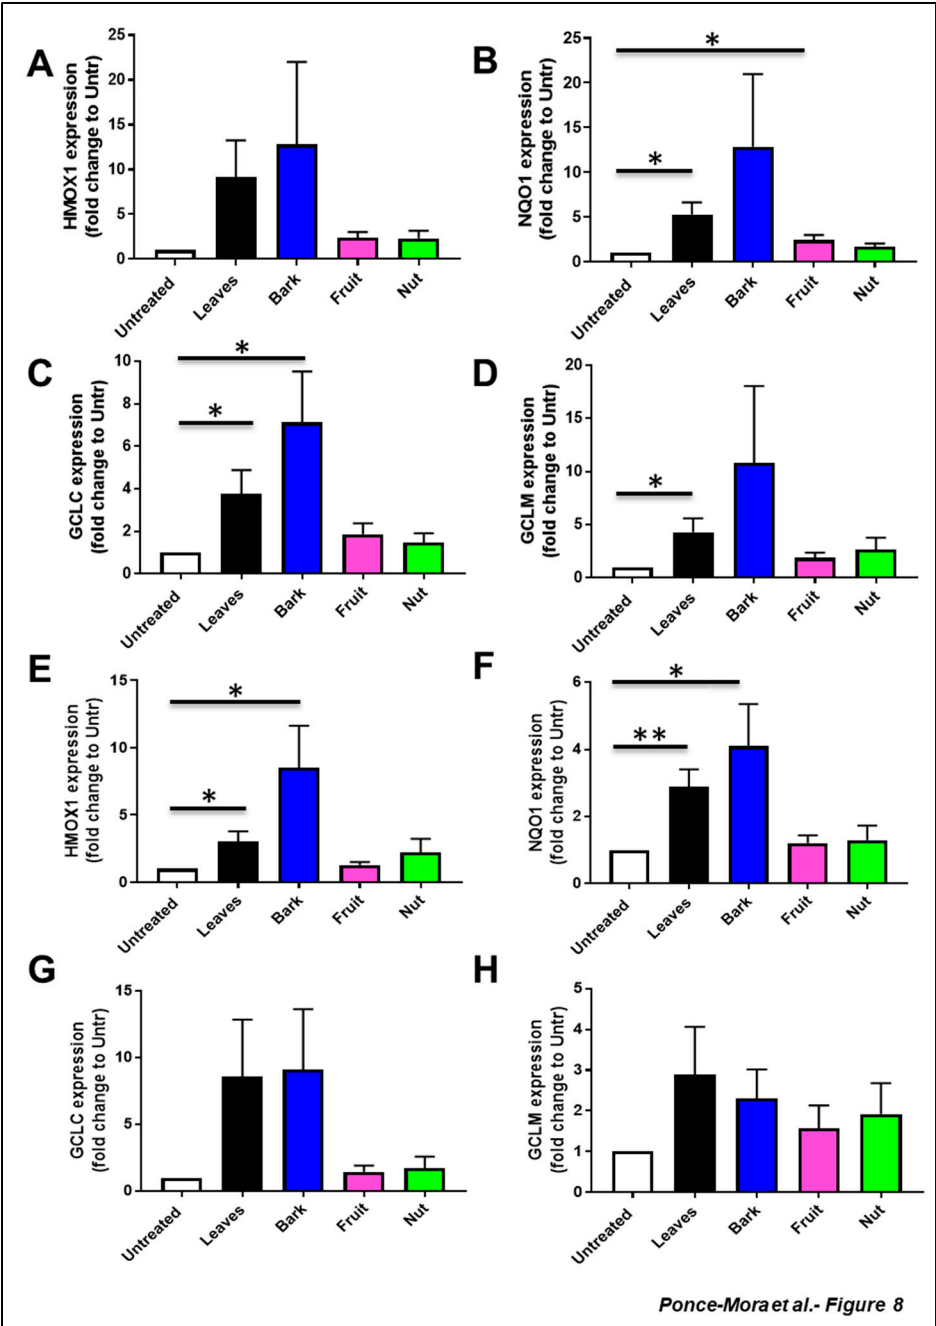 A
HMOX1 expression
(fold change to Untr)
25
20
15
10
5
0
Untreated
Leaves
Bark
Fruit
Nut
B
NQO1 expression
(fold change to Untr)
25
20
15
10
5
0
*
*
Untreated
Leaves
Bark
Fruit
Nut
C
GCLC expression
(fold change to Untr)
10
8
6
4
2
0
*
*
Untreated
Leaves
Bark
Fruit
Nut
D
GCLM expression
(fold change to Untr)
20
15
10
5
0
*
Untreated
Leaves
Bark
Fruit
Nut
E
HMOX1 expression
(fold change to Untr)
15
10
5
0
*
*
Untreated
Leaves
Bark
Fruit
Nut
F
NQO1 expression
(fold change to Untr)
6
4
2
0
*
**
Untreated
Leaves
Bark
Fruit
Nut
G
GCLC expression
(fold change to Untr)
15
10
5
0
Untreated
Leaves
Bark
Fruit
Nut
H
GCLM expression
(fold change to Untr)
5
4
3
2
1
0
Untreated
Leaves
Bark
Fruit
Nut
Ponce-Mora et al.- Figure 8